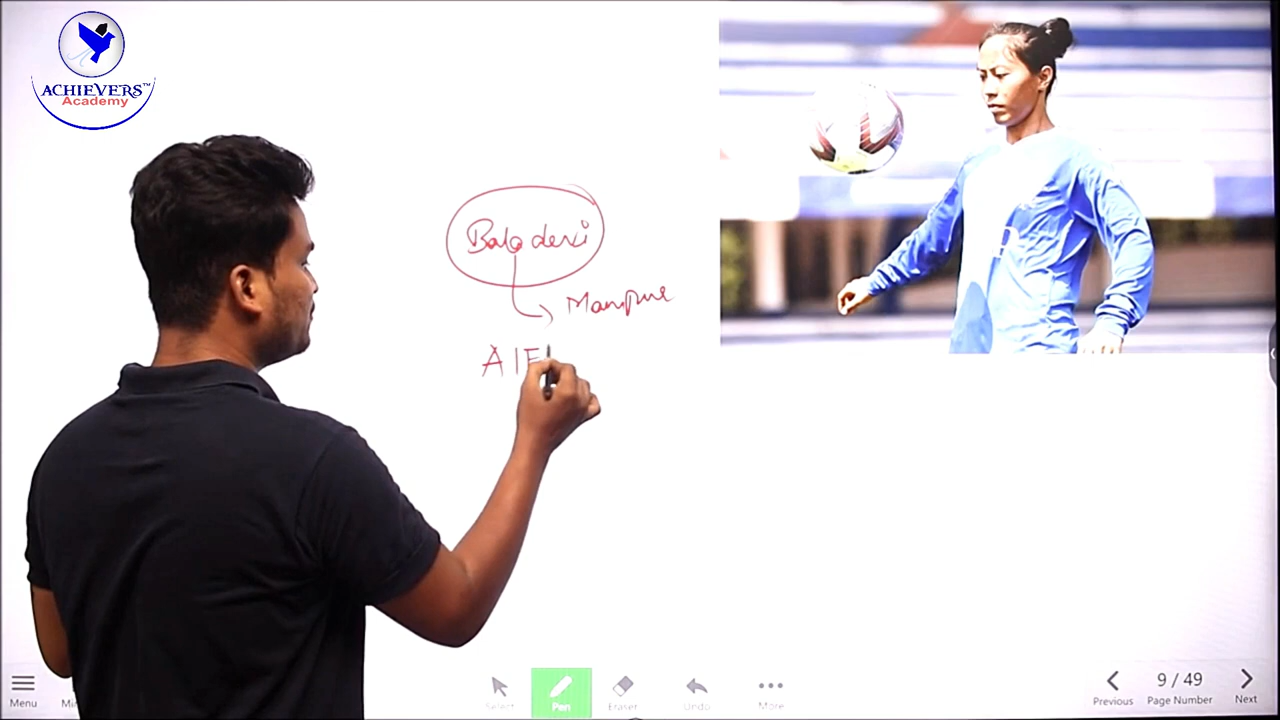 ACHIEVERS™
Academy
Bala devi
Manipur
AIF
Menu
Select
Pen
Eraser
Undo
More
Previous
9 / 49
Page Number
Next